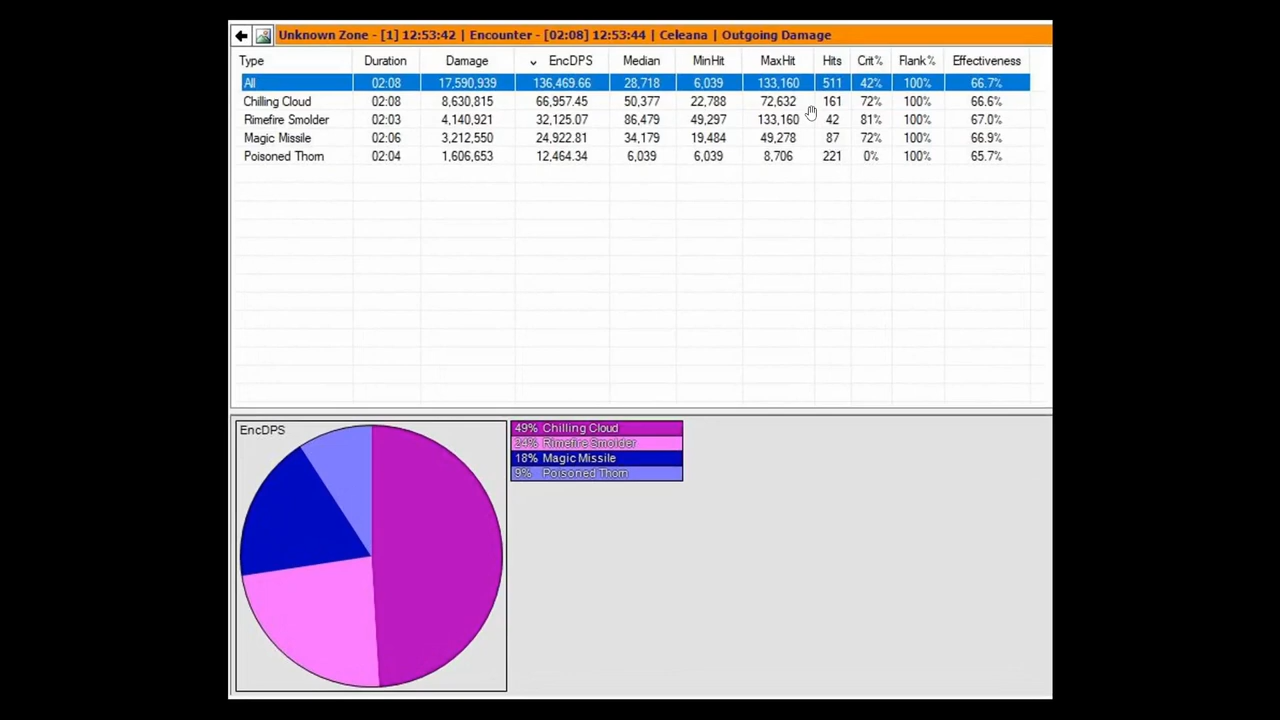 Unknown Zone - [1] 12:53:42 | Encounter - [02:08] 12:53:44 | Celeana | Outgoing Damage
Type Duration Damage EncDPS Median MinHit MaxHit Hits Crit% Flank% Effectiveness
All 02:08 17,590,939 136,469.66 28,718 6,039 133,160 511 42% 100% 66.7%
Chilling Cloud 02:08 8,630,815 66,957.45 50,377 22,788 72,632 161 72% 100% 66.6%
Rimefire Smolder 02:03 4,140,921 32,125.07 86,479 49,297 133,160 42 81% 100% 67.0%
Magic Missile 02:06 3,212,550 24,922.81 34,179 19,484 49,278 87 72% 100% 66.9%
Poisoned Thorn 02:04 1,606,653 12,464.34 6,039 6,039 8,706 221 0% 100% 65.7%
EncDPS
49% Chilling Cloud
24% Rimefire Smolder
18% Magic Missile
9% Poisoned Thorn